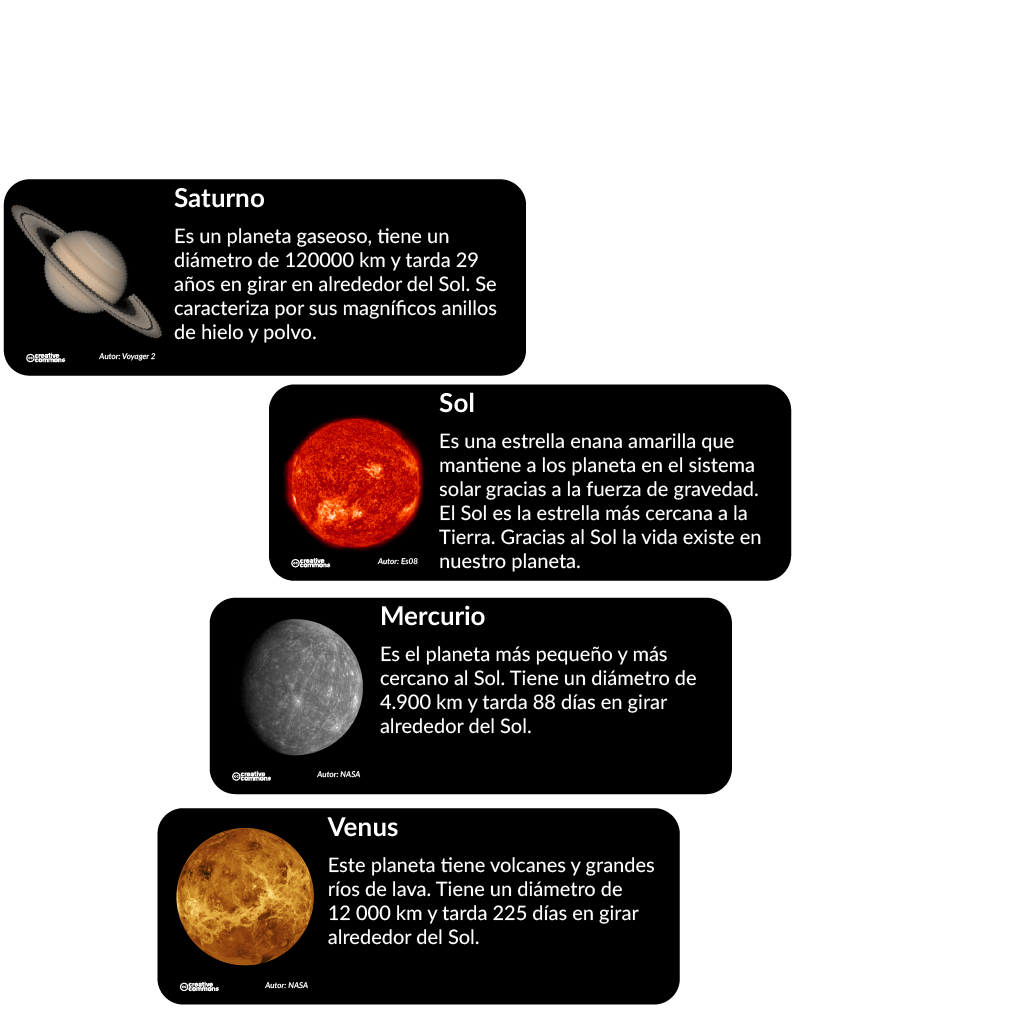 Saturno
Es un planeta gaseoso, tiene un
diámetro de 120000 km y tarda 29
años en girar en alrededor del Sol. Se
caracteriza por sus magníficos anillos
de hielo y polvo.
creative
commons
Autor: Voyager 2
Sol
Es una estrella enana amarilla que
mantiene a los planeta en el sistema
solar gracias a la fuerza de gravedad.
El Sol es la estrella más cercana a la
Tierra. Gracias al Sol la vida existe en
nuestro planeta.
creative
commons
Autor: Es08
Mercurio
Es el planeta más pequeño y más
cercano al Sol. Tiene un diámetro de
4.900 km y tarda 88 días en girar
alrededor del Sol.
creative
commons
Autor: NASA
Venus
Este planeta tiene volcanes y grandes
ríos de lava. Tiene un diámetro de
12 000 km y tarda 225 días en girar
alrededor del Sol.
creative
commons
Autor: NASA